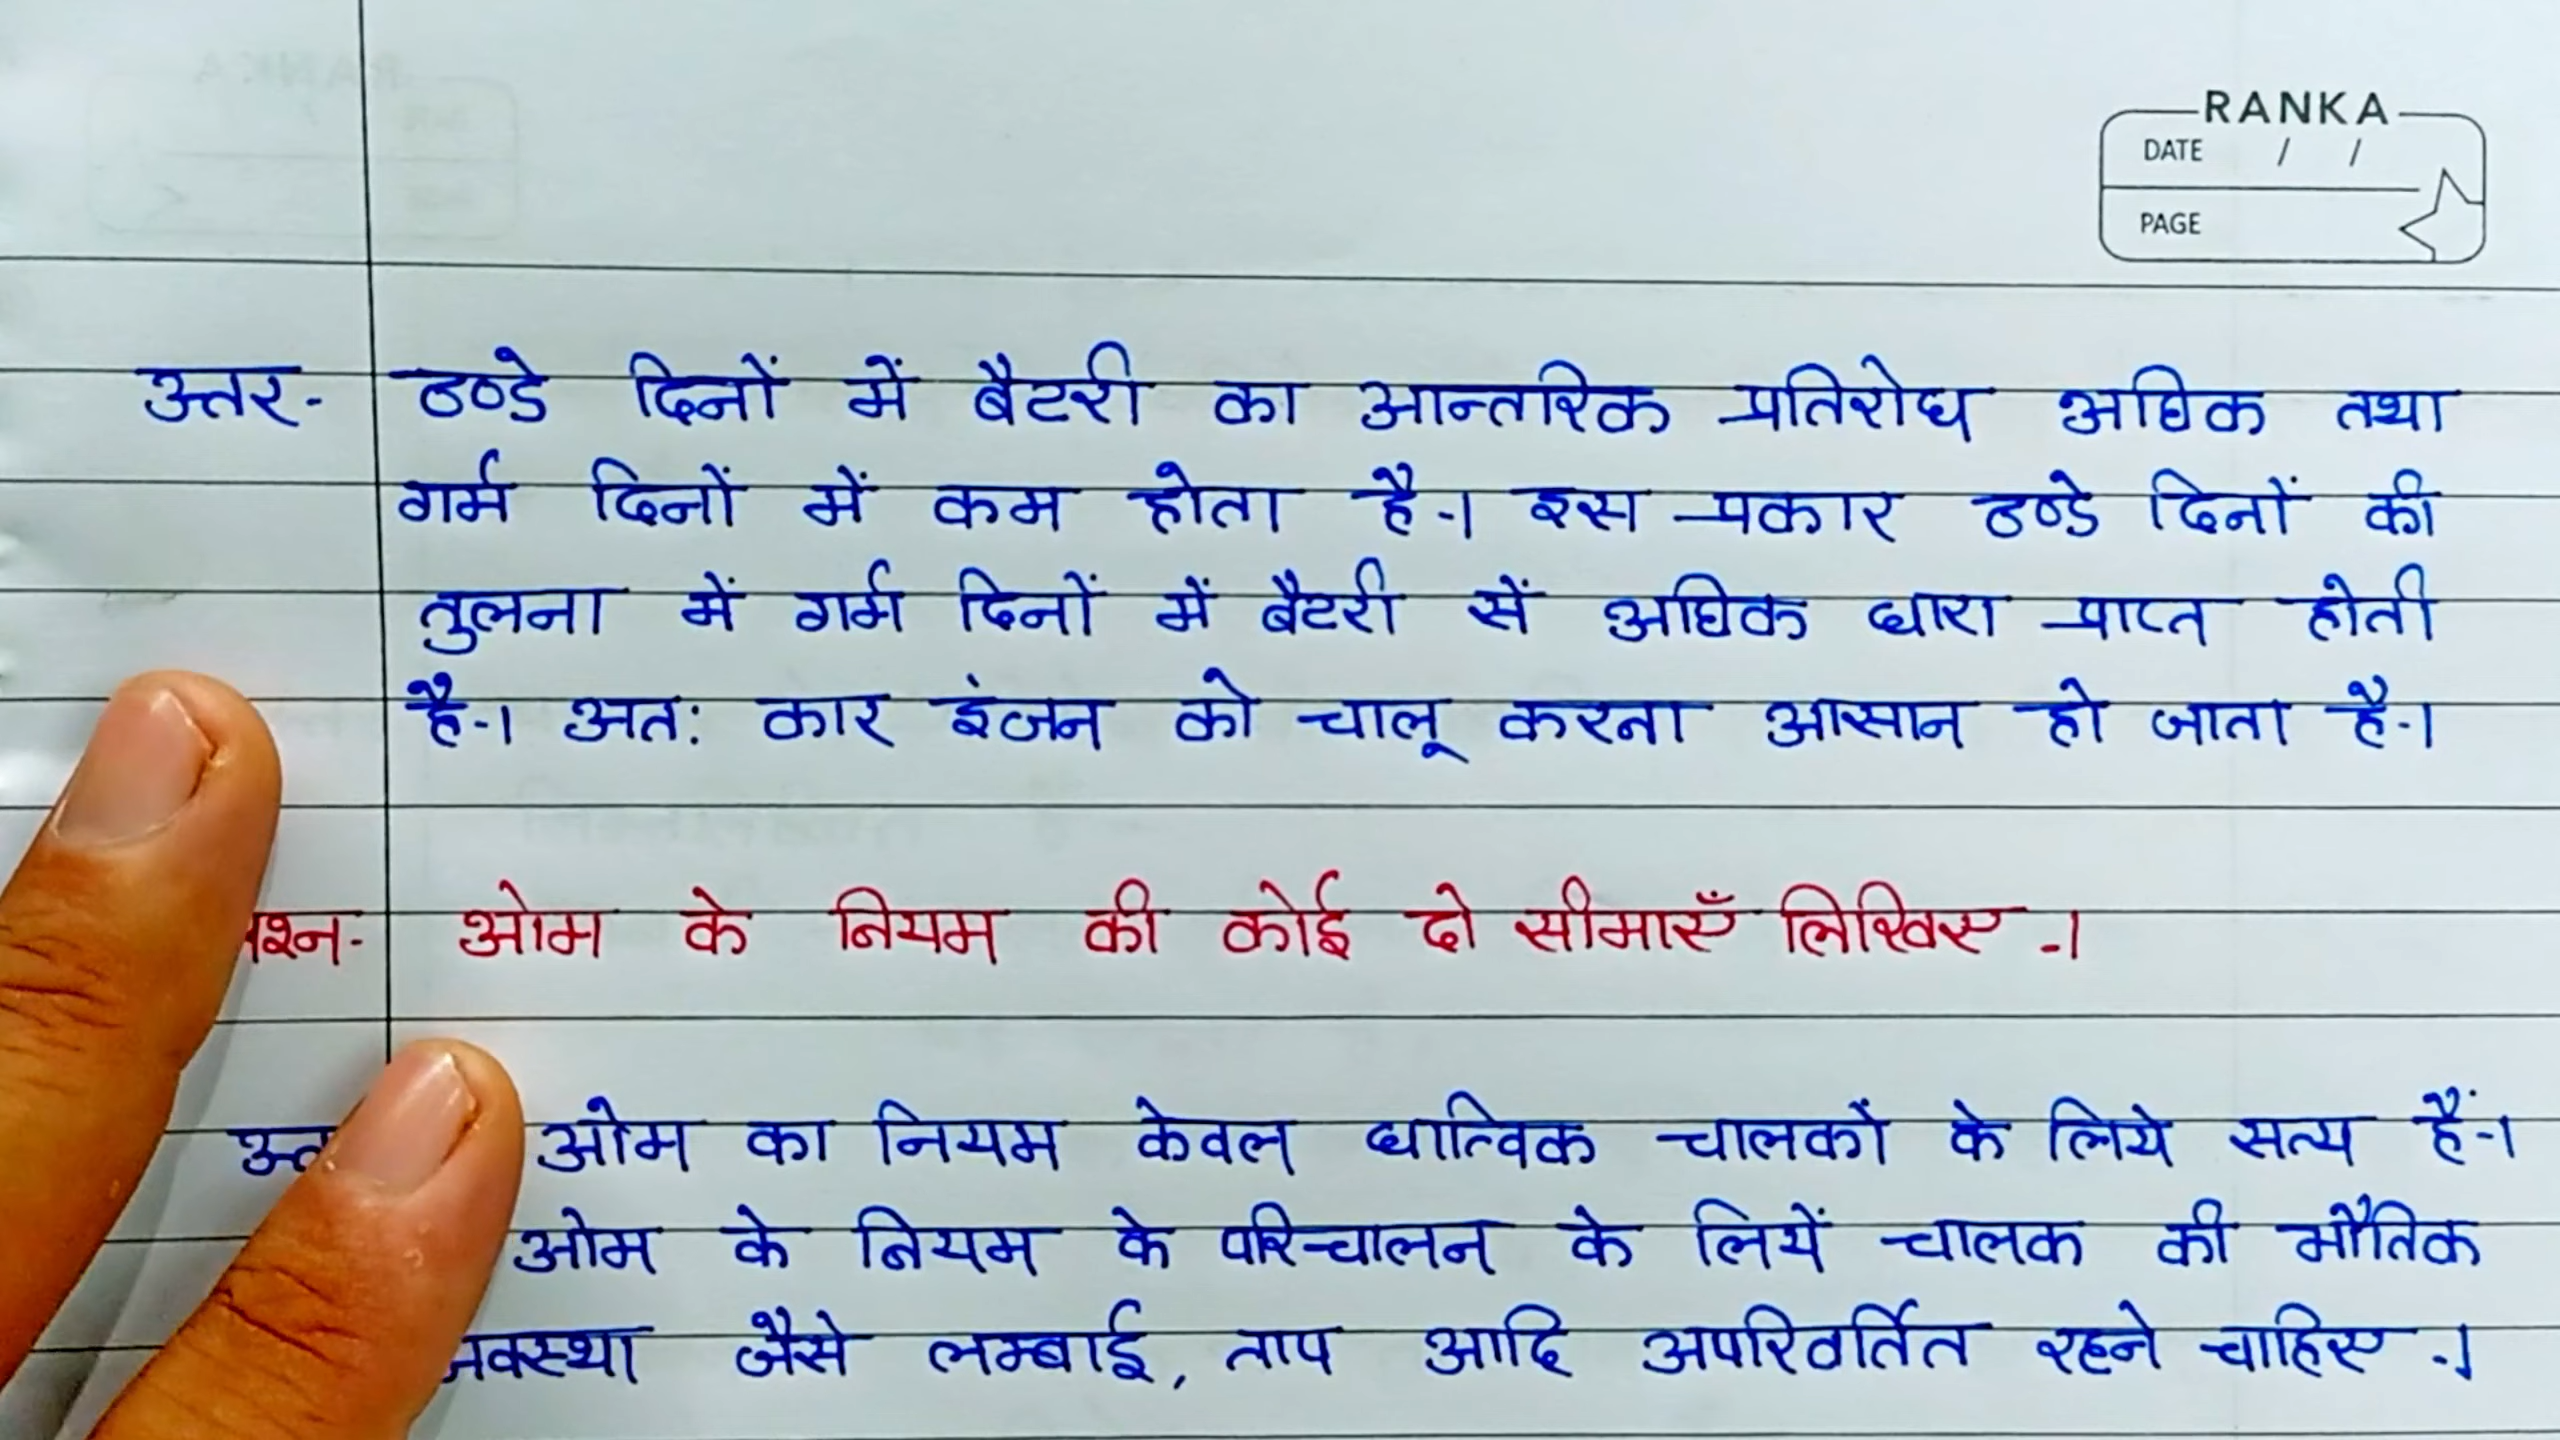 RANKA
DATE / /
PAGE
उत्तर- ठण्डे दिनों में बैटरी का आन्तरिक प्रतिरोध अधिक तथा
गर्म दिनों में कम होता है-। इस प्रकार ठण्डे दिनों की
तुलना में गर्म दिनों में बैटरी सें अधिक धारा प्राप्त होती
है-। अत: कार इंजन को चालू करना आसान हो जाता है-।
ओम के नियम की कोई दो सीमाएँ लिखिए -।
ओम का नियम केवल धात्विक चालकों के लिये सत्य हैं-।
ओम के नियम के परिचालन के लियें चालक की भौतिक
जैसे लम्बाई, ताप आदि अपरिवर्तित रहने चाहिए -।